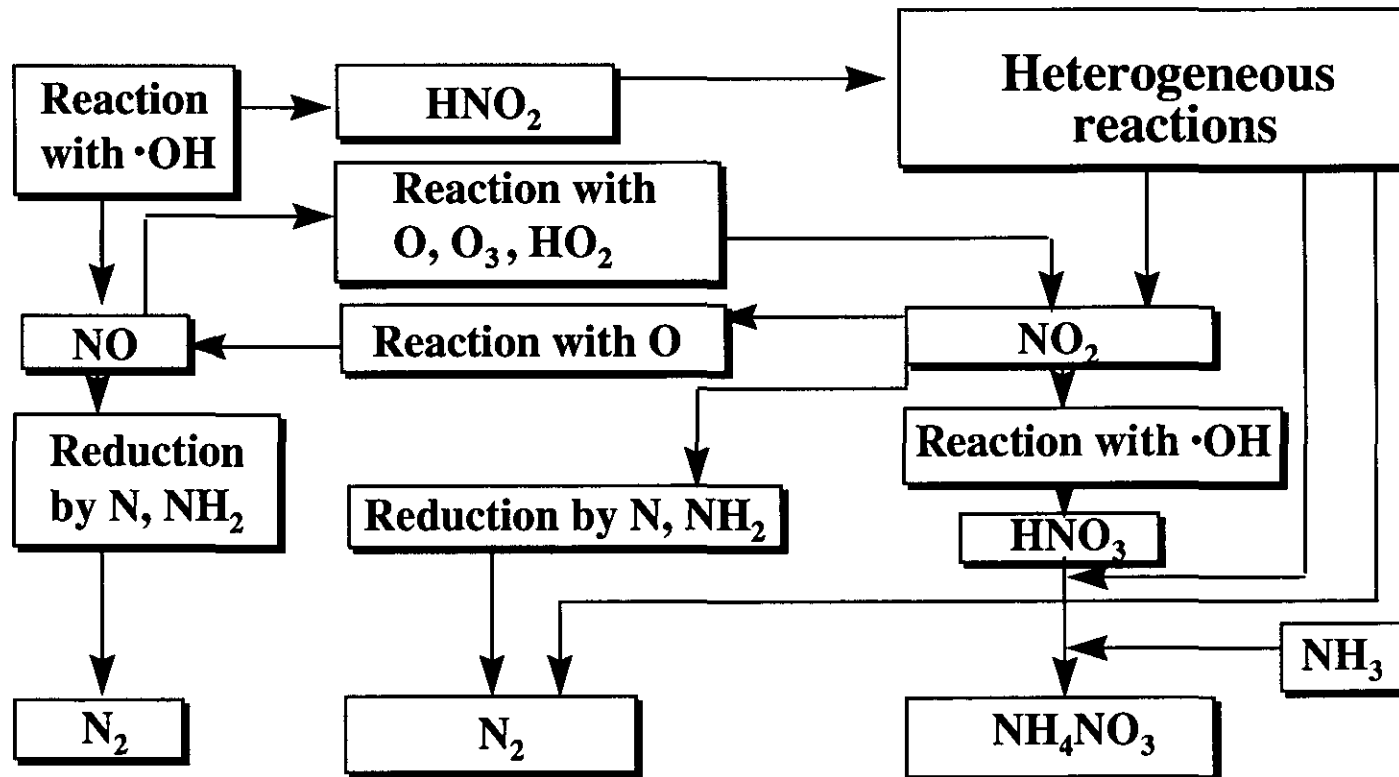 Reaction
with •OH
HNO₂
Heterogeneous
reactions
Reaction with
O, O₃, HO₂
NO
Reaction with O
NO₂
Reduction
by N, NH₂
Reaction with •OH
Reduction by N, NH₂
HNO₃
NH₃
N₂
N₂
NH₄NO₃